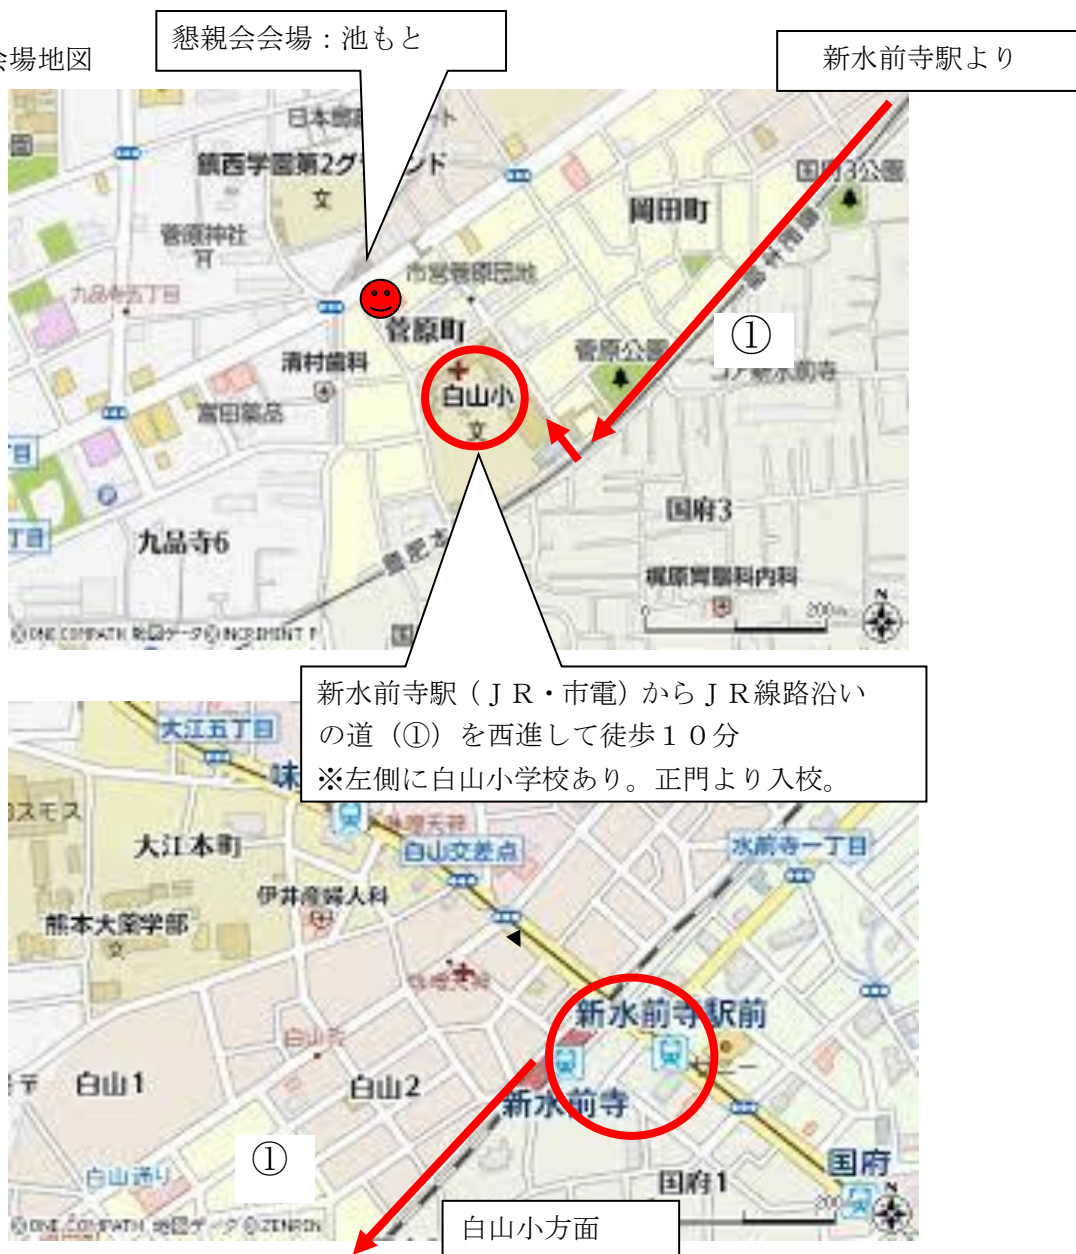 会場地図
懇親会会場：池もと
新水前寺駅より
鎮西学園第2グ
ンド
国府3公園
岡田町
菅原神社
市営菅原団地
九品寺五丁目
菅原町
①
清村歯科
菅原公園
白山小
文
富田薬品
国府3
九品寺6
梶原胃腸科内科
200m
N
新水前寺駅（ＪＲ・市電）からＪＲ線路沿い
の道（①）を西進して徒歩１０分
※左側に白山小学校あり。正門より入校。
大江五丁目
味
スモス
大江本町
白山交差点
水前寺一丁目
伊井産婦人科
熊本大薬学部
文
新水前寺駅前
白山1
白山2
新水前寺
①
白山通り
国府1
国府
白山小方面